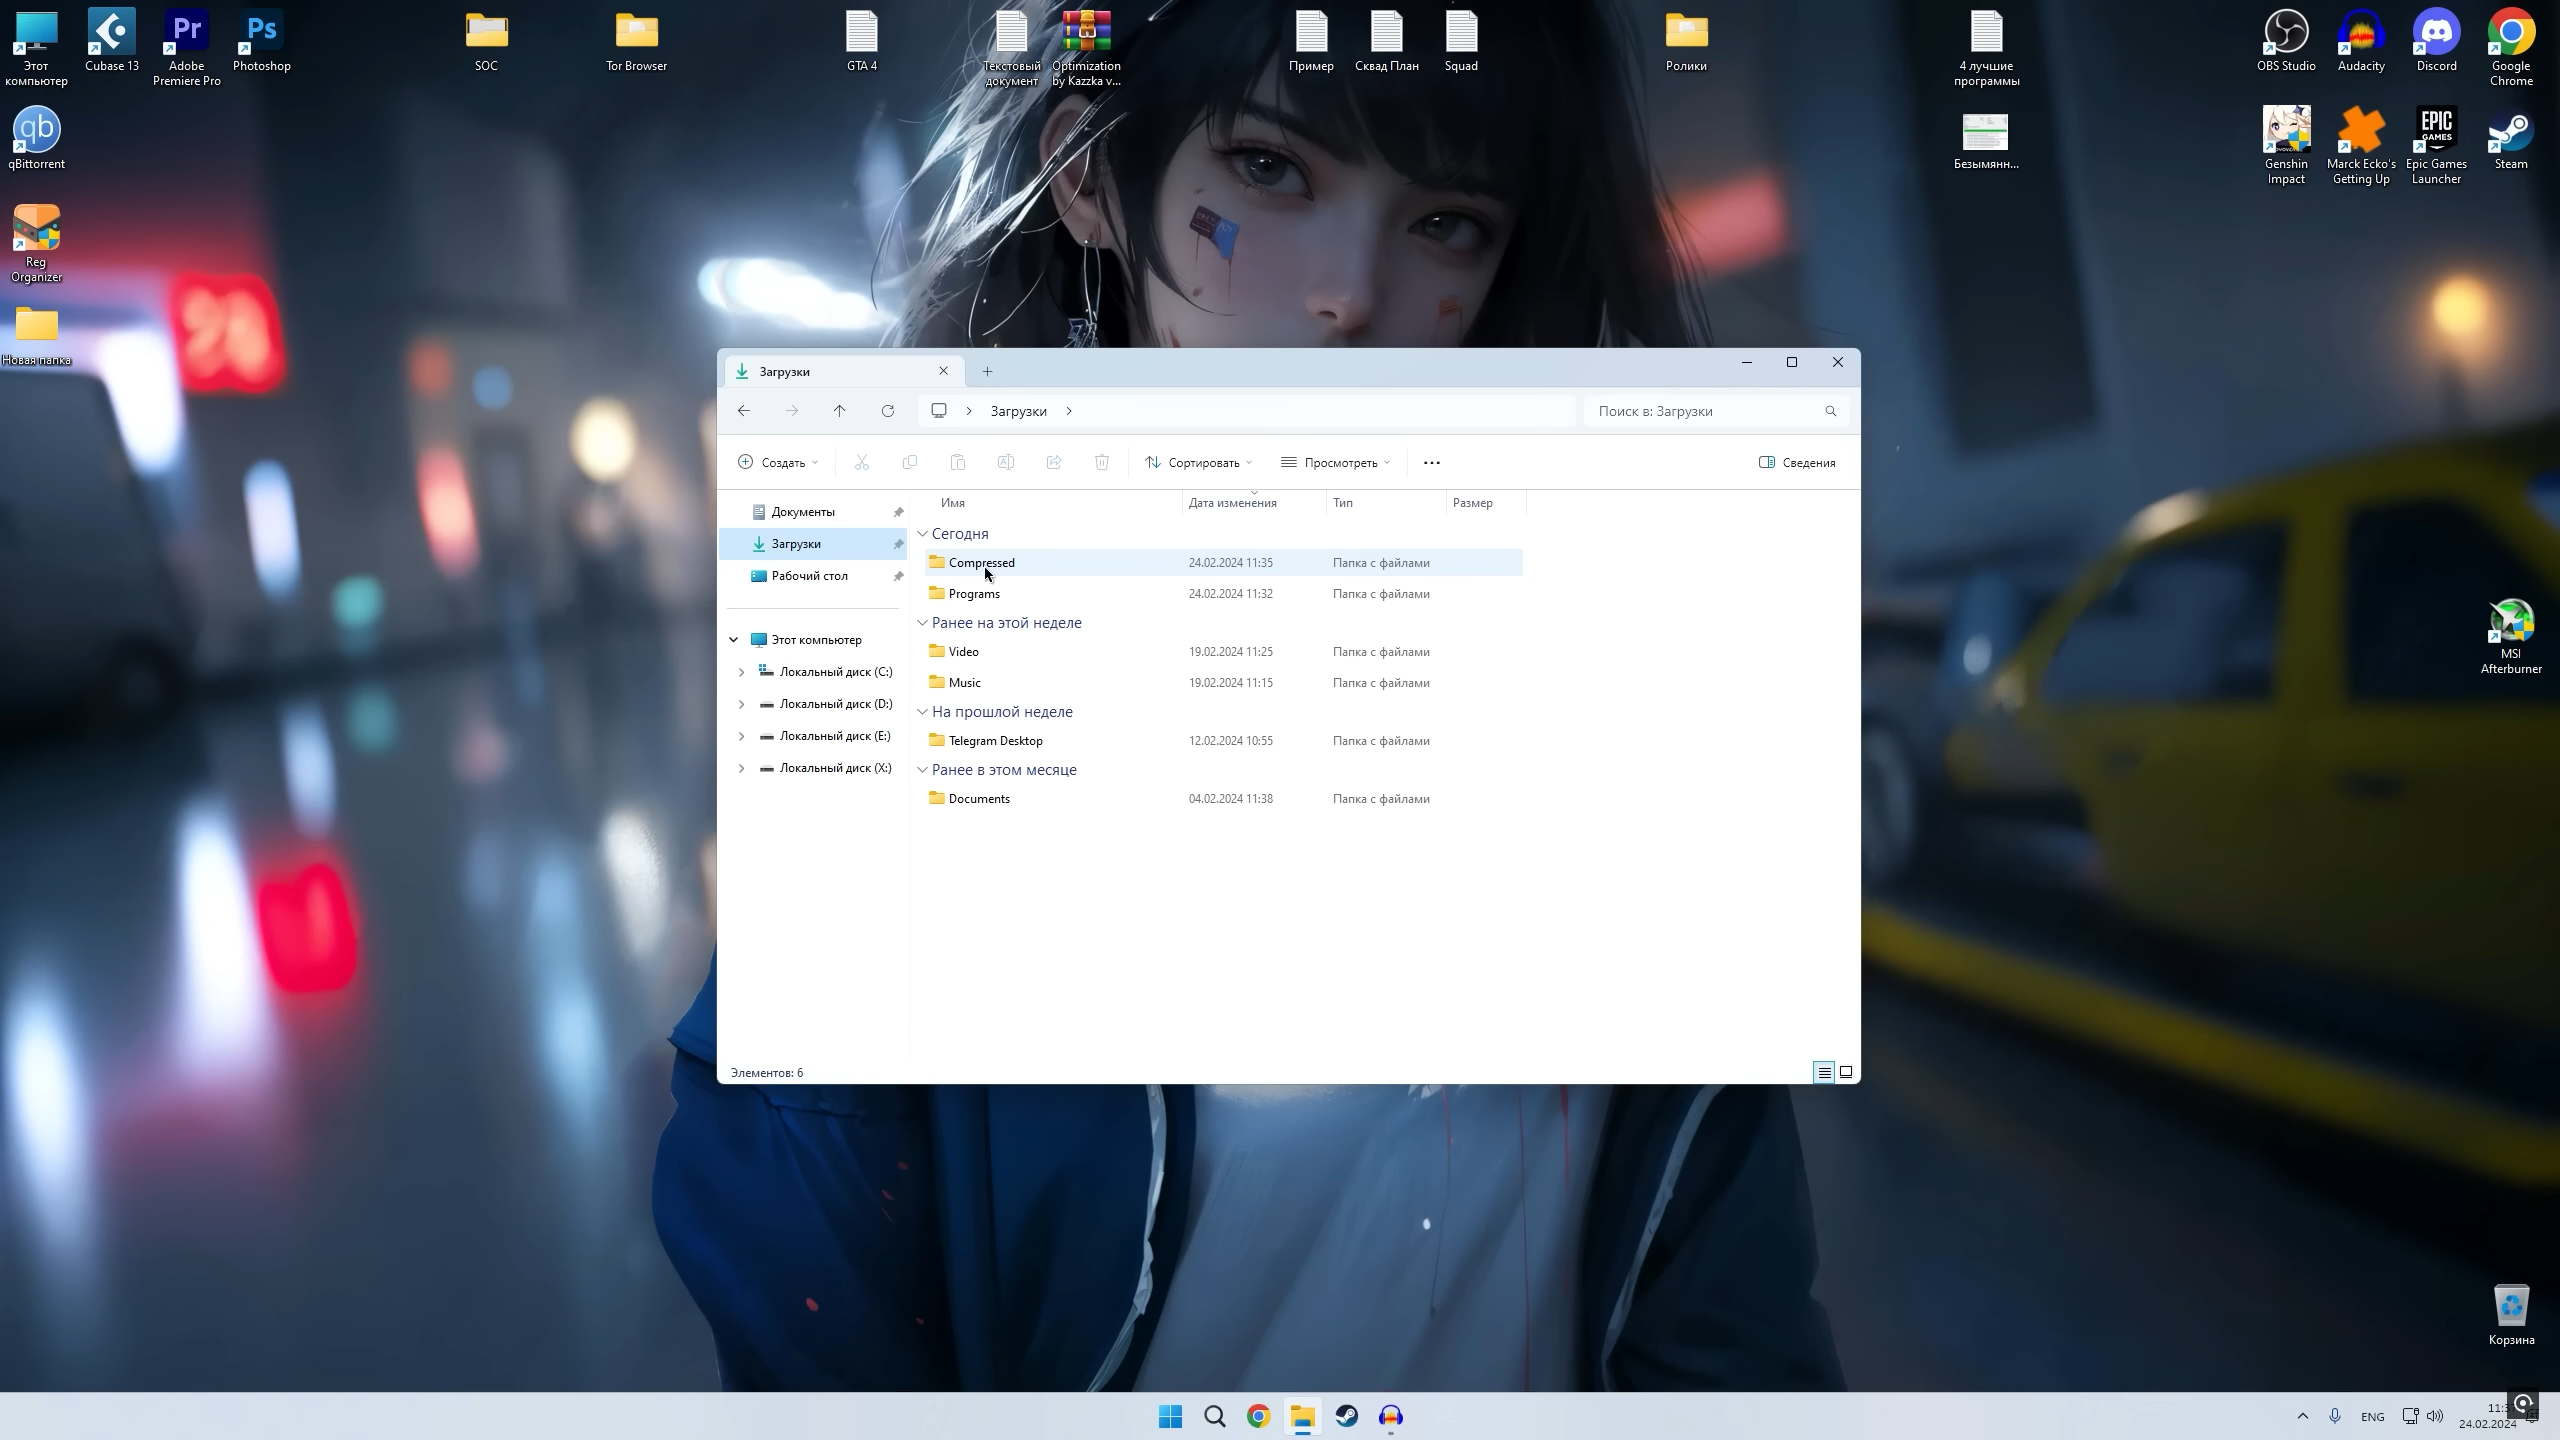 Этот
компьютер
Cubase 13
Pr
Adobe
Premiere Pro
Ps
Photoshop
SOC
Tor Browser
GTA 4
Текстовый
документ
Optimization
by Kazzka v...
Пример
Сквад План
Squad
Ролики
4 лучшие
программы
OBS Studio
Audacity
Discord
Google
Chrome
qb
qBittorrent
Безымянн...
Genshin
Impact
Marck Ecko's
Getting Up
EPIC
GAMES
Epic Games
Launcher
Steam
Reg
Organizer
Новая папка
Загрузки
Загрузки
Поиск в: Загрузки
Создать
Сортировать
Просмотреть
Сведения
Имя
Дата изменения
Тип
Размер
Документы
Загрузки
Рабочий стол
Этот компьютер
Локальный диск (C:)
Локальный диск (D:)
Локальный диск (E:)
Локальный диск (X:)
Сегодня
Compressed 24.02.2024 11:35 Папка с файлами
Programs 24.02.2024 11:32 Папка с файлами
Ранее на этой неделе
Video 19.02.2024 11:25 Папка с файлами
Music 19.02.2024 11:15 Папка с файлами
На прошлой неделе
Telegram Desktop 12.02.2024 10:55 Папка с файлами
Ранее в этом месяце
Documents 04.02.2024 11:38 Папка с файлами
Элементов: 6
MSI
Afterburner
Корзина
ENG
24.02.2024